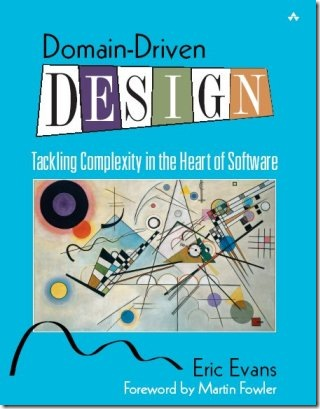 Domain-Driven
DESIGN
Tackling Complexity in the Heart of Software
Eric Evans
Foreword by Martin Fowler